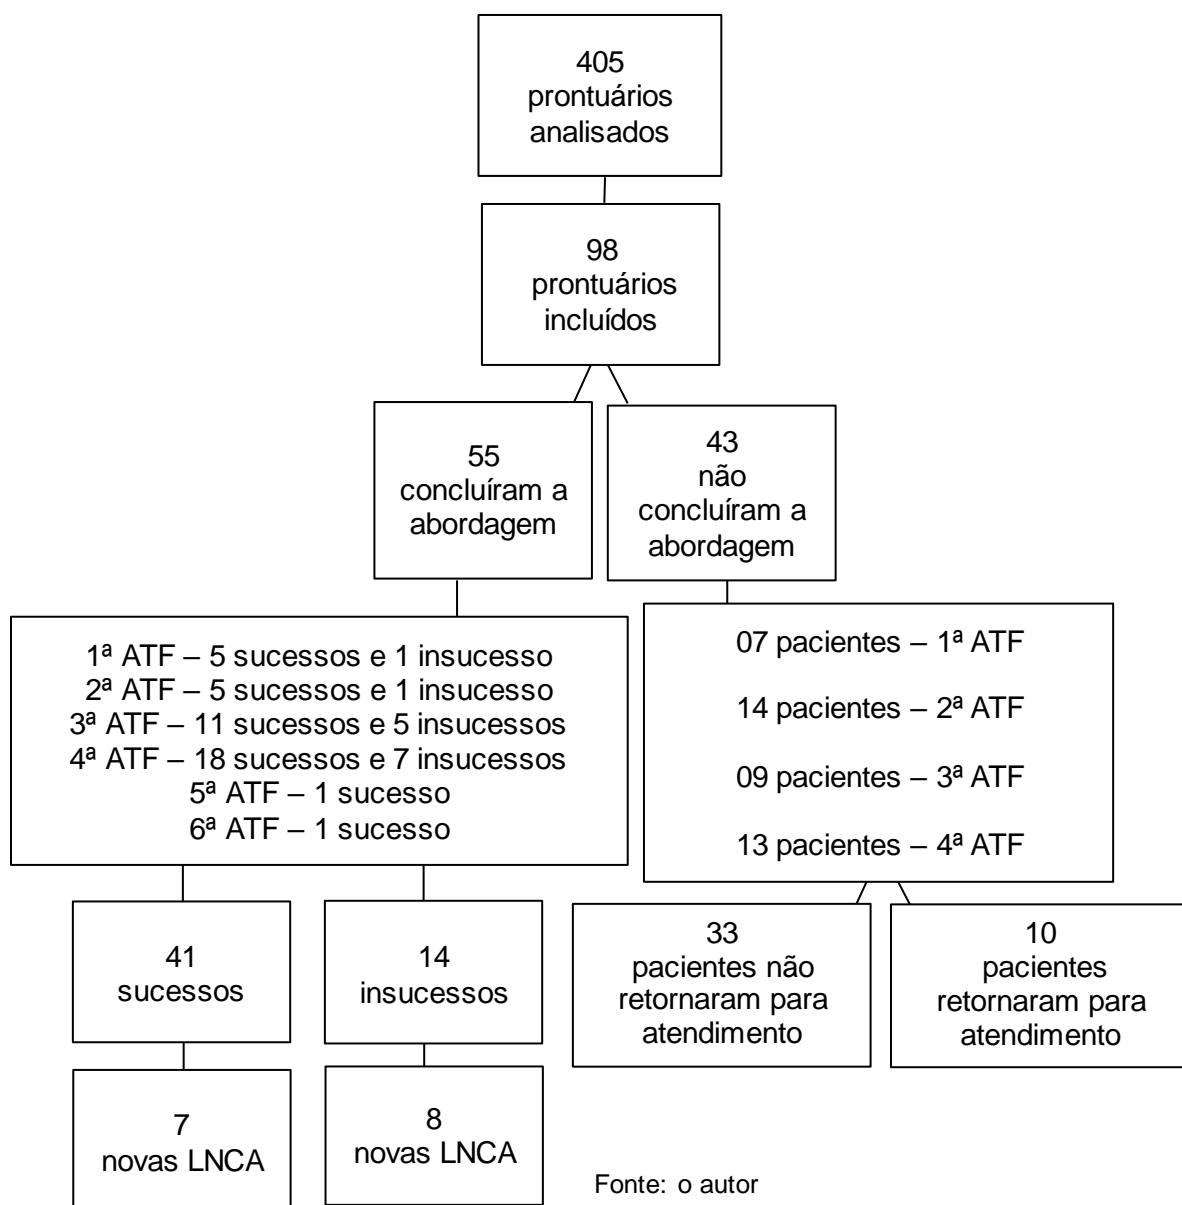 405
prontuários
analisados
98
prontuários
incluídos
55
concluíram a
abordagem
43
não
concluíram a
abordagem
1ª ATF – 5 sucessos e 1 insucesso
2ª ATF – 5 sucessos e 1 insucesso
3ª ATF – 11 sucessos e 5 insucessos
4ª ATF – 18 sucessos e 7 insucessos
5ª ATF – 1 sucesso
6ª ATF – 1 sucesso
07 pacientes – 1ª ATF
14 pacientes – 2ª ATF
09 pacientes – 3ª ATF
13 pacientes – 4ª ATF
41
sucessos
14
insucessos
33
pacientes não
retornaram para
atendimento
10
pacientes
retornaram para
atendimento
7
novas LNCA
8
novas LNCA
Fonte: o autor